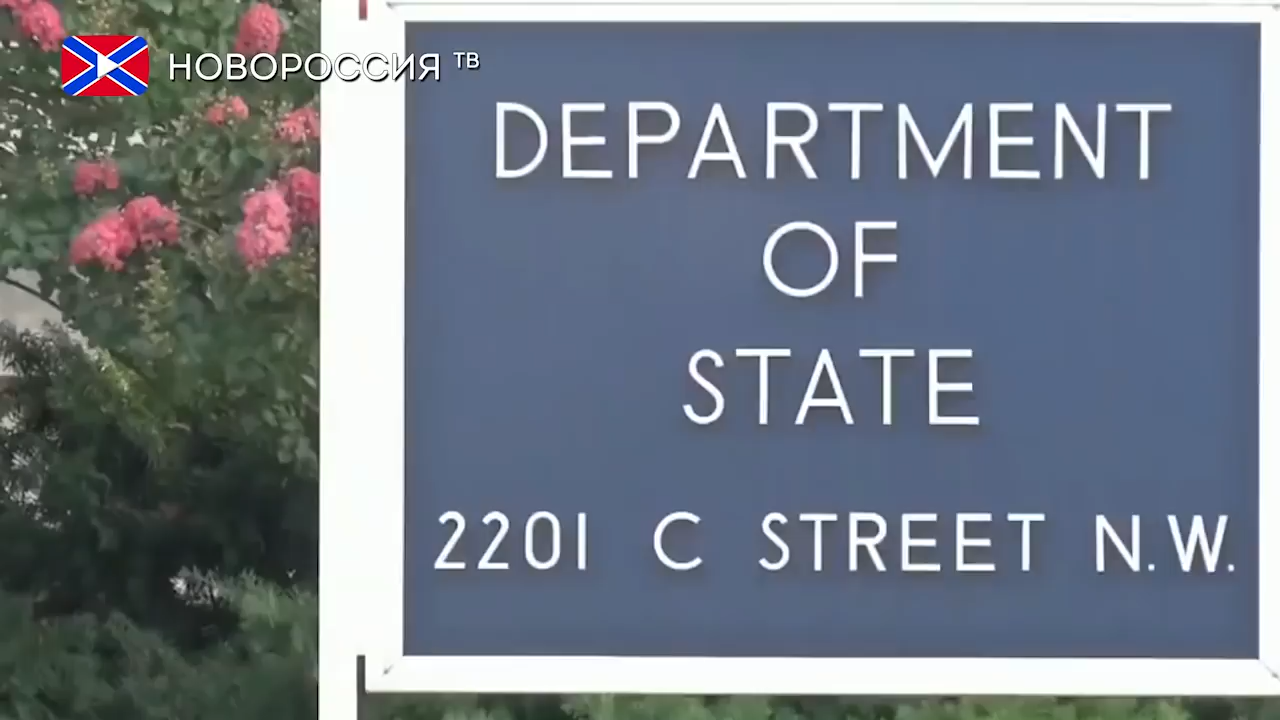 НОВОРОССИЯ ТВ
DEPARTMENT
OF
STATE
2201 C STREET N.W.